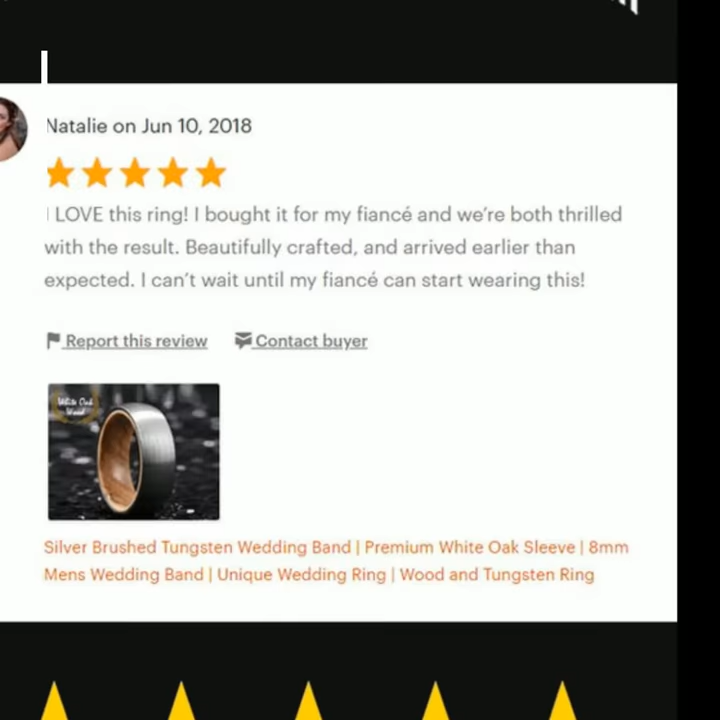 Natalie on Jun 10, 2018
I LOVE this ring! I bought it for my fiancé and we're both thrilled
with the result. Beautifully crafted, and arrived earlier than
expected. I can't wait until my fiancé can start wearing this!
Report this review Contact buyer
White Oak
Wood
Silver Brushed Tungsten Wedding Band | Premium White Oak Sleeve | 8mm
Mens Wedding Band | Unique Wedding Ring | Wood and Tungsten Ring